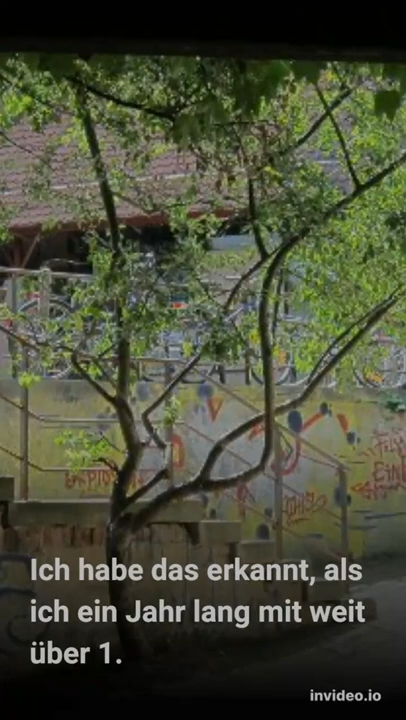 Ich habe das erkannt, als
ich ein Jahr lang mit weit
über 1.
invideo.io